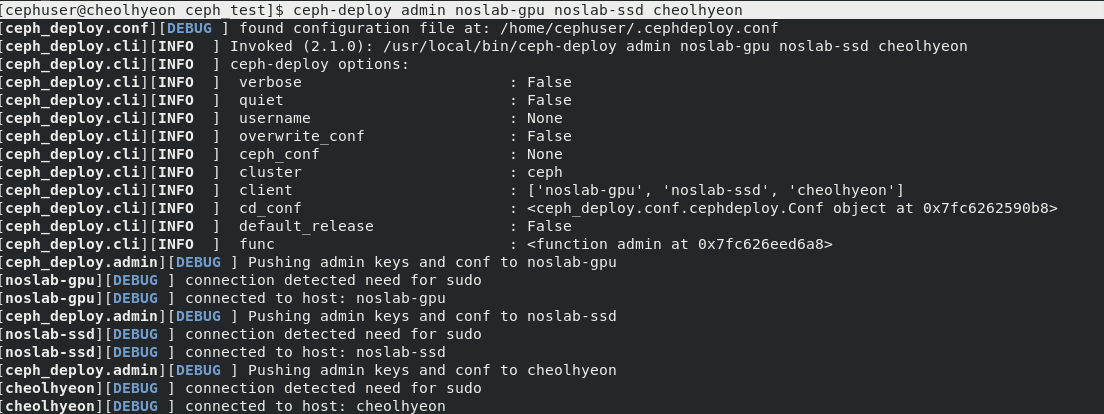 [cephuser@cheolhyeon ceph_test]$ ceph-deploy admin noslab-gpu noslab-ssd cheolhyeon
[ceph_deploy.conf][DEBUG ] found configuration file at: /home/cephuser/.cephdeploy.conf
[ceph_deploy.cli][INFO  ] Invoked (2.1.0): /usr/local/bin/ceph-deploy admin noslab-gpu noslab-ssd cheolhyeon
[ceph_deploy.cli][INFO  ] ceph-deploy options:
[ceph_deploy.cli][INFO  ]  verbose                       : False
[ceph_deploy.cli][INFO  ]  quiet                         : False
[ceph_deploy.cli][INFO  ]  username                      : None
[ceph_deploy.cli][INFO  ]  overwrite_conf                : False
[ceph_deploy.cli][INFO  ]  ceph_conf                     : None
[ceph_deploy.cli][INFO  ]  cluster                       : ceph
[ceph_deploy.cli][INFO  ]  client                        : ['noslab-gpu', 'noslab-ssd', 'cheolhyeon']
[ceph_deploy.cli][INFO  ]  cd_conf                       : <ceph_deploy.conf.cephdeploy.Conf object at 0x7fc6262590b8>
[ceph_deploy.cli][INFO  ]  default_release               : False
[ceph_deploy.cli][INFO  ]  func                          : <function admin at 0x7fc626eed6a8>
[ceph_deploy.admin][DEBUG ] Pushing admin keys and conf to noslab-gpu
[noslab-gpu][DEBUG ] connection detected need for sudo
[noslab-gpu][DEBUG ] connected to host: noslab-gpu
[ceph_deploy.admin][DEBUG ] Pushing admin keys and conf to noslab-ssd
[noslab-ssd][DEBUG ] connection detected need for sudo
[noslab-ssd][DEBUG ] connected to host: noslab-ssd
[ceph_deploy.admin][DEBUG ] Pushing admin keys and conf to cheolhyeon
[cheolhyeon][DEBUG ] connection detected need for sudo
[cheolhyeon][DEBUG ] connected to host: cheolhyeon